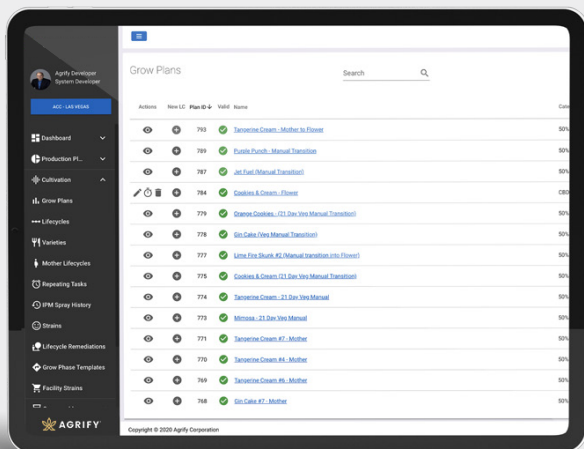 Agrify Developer
System Developer
ACC - LAS VEGAS
Dashboard
Production Pl...
Cultivation
Grow Plans
Lifecycles
Varieties
Mother Lifecycles
Repeating Tasks
IPM Spray History
Strains
Lifecycle Remediations
Grow Phase Templates
Facility Strains
AGRIFY
Grow Plans
Search
Actions New LC Plan ID Valid Name
793 Tangerine Cream - Mother to Flower 50%
789 Purple Punch - Manual Transition 50%
787 Jet Fuel (Manual Transition) 50%
784 Cookies & Cream - Flower
779 Orange Cookies - (21 Day Veg Manual Transition) 50%
778 Gin Cake (Veg Manual Transition) 50%
777 Lime Fire Skunk #2 (Manual transition into Flower) 50%
775 Cookies & Cream (21 Day Veg Manual Transition) 50%
774 Tangerine Cream - 21 Day Veg Manual 50%
773 Mimosa - 21 Day Veg Manual 50%
771 Tangerine Cream #7 - Mother 50%
770 Tangerine Cream #4 - Mother 50%
769 Tangerine Cream #6 - Mother 50%
768 Gin Cake #7 - Mother 50%
Copyright © 2020 Agrify Corporation